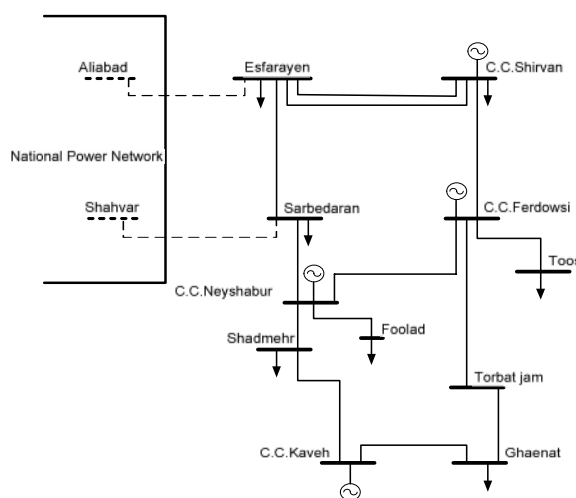 Aliabad
Esfarayen
C.C.Shirvan
National Power Network
Shahvar
Sarbedaran
C.C.Ferdowsi
Toos
C.C.Neyshabur
Shadmehr
Foolad
Torbat jam
C.C.Kaveh
Ghaenat